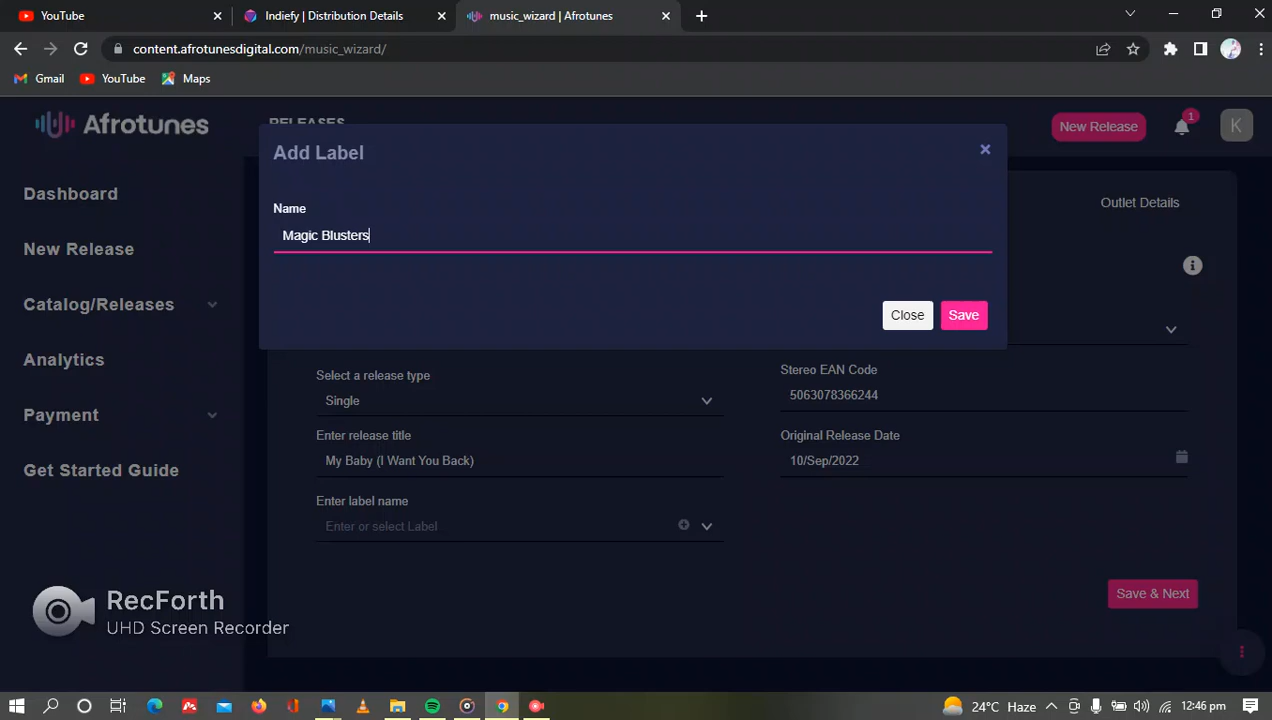 YouTube
Indiefy | Distribution Details
music_wizard | Afrotunes
content.afrotunesdigital.com/music_wizard/
Gmail
YouTube
Maps
Afrotunes
RELEASES
New Release
1
K
Add Label
Dashboard
Outlet Details
Name
Magic Blusters
New Release
Catalog/Releases
Close
Save
Analytics
Select a release type
Single
Stereo EAN Code
5063078366244
Payment
Enter release title
My Baby (I Want You Back)
Original Release Date
10/Sep/2022
Get Started Guide
Enter label name
Enter or select Label
Save & Next
RecForth
UHD Screen Recorder
24°C Haze
12:46 pm